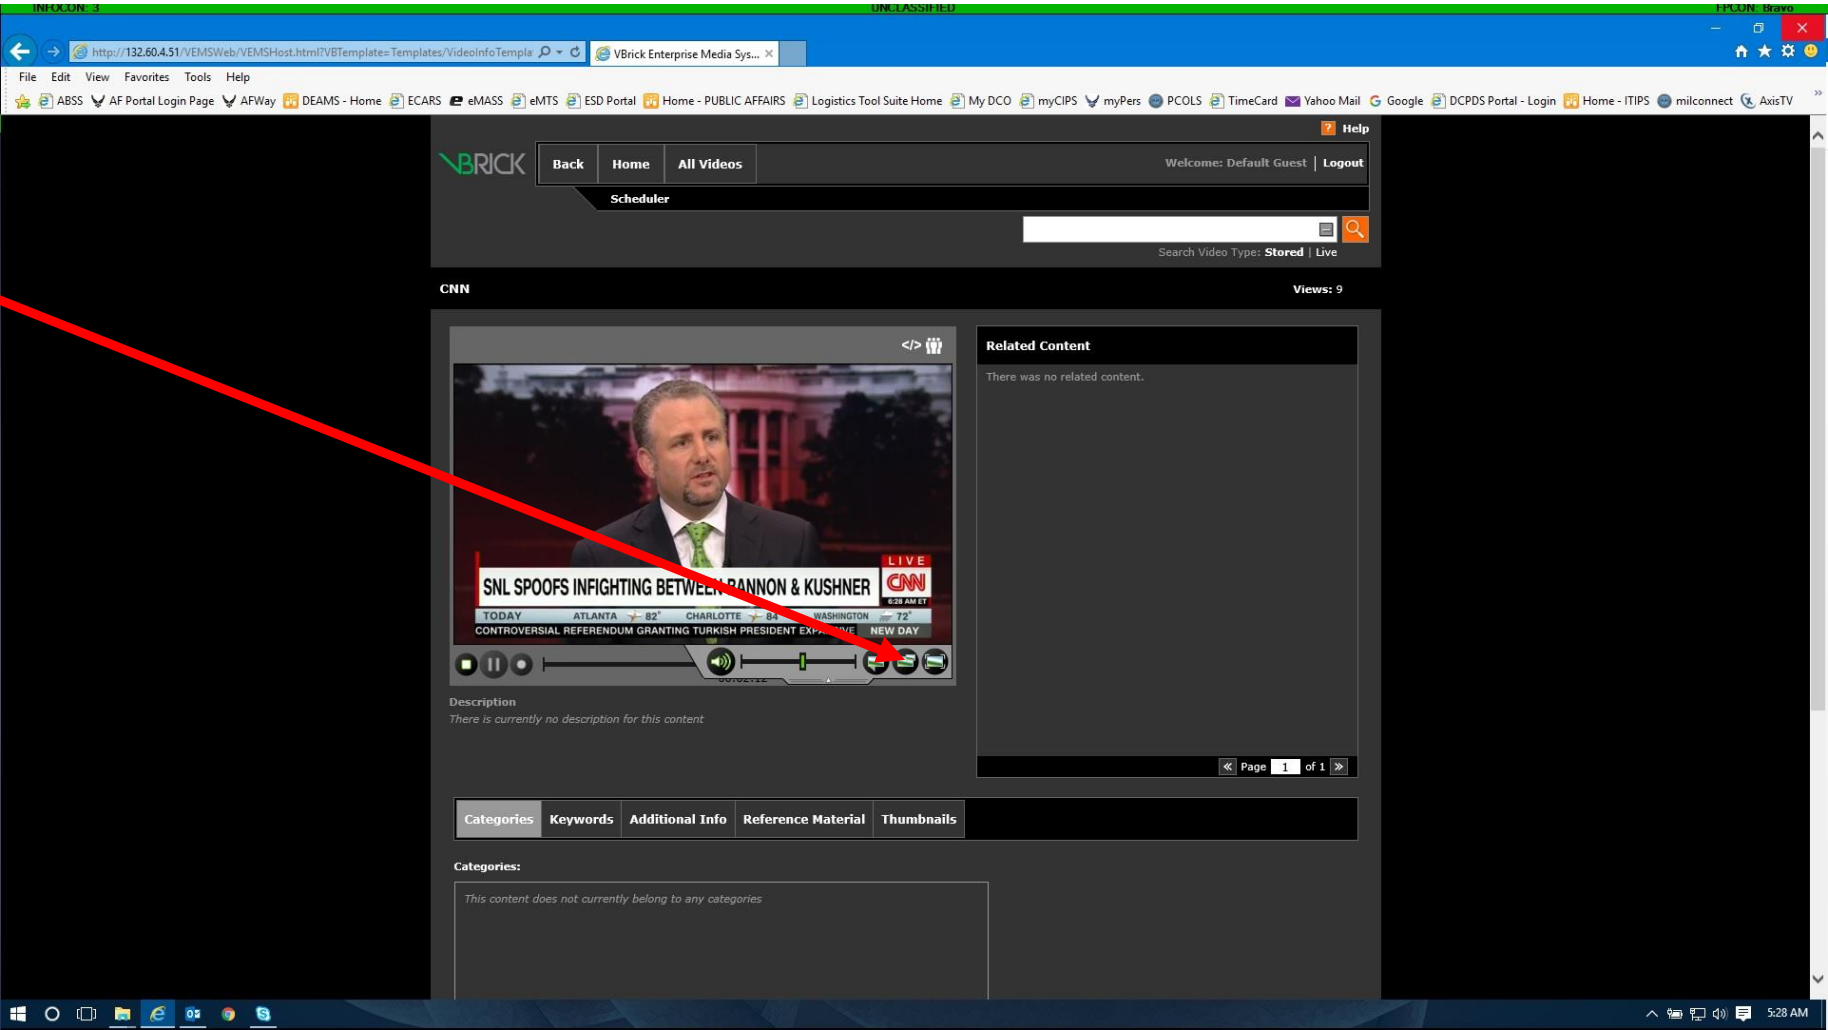 INFOCON: 3 UNCLASSIFIED FPCON: Bravo
http://132.60.4.51/VEMSWeb/VEMSHost.html?VBTemplate=Templates/VideoInfoTempla VBrick Enterprise Media Sys...
File Edit View Favorites Tools Help
ABSS AF Portal Login Page AFWay DEAMS - Home ECARS eMASS eMTS ESD Portal Home - PUBLIC AFFAIRS Logistics Tool Suite Home My DCO myCIPS myPers PCOLS TimeCard Yahoo Mail Google DCPDS Portal - Login Home - ITIPS milconnect AxisTV
Help
VBRICK Back Home All Videos Welcome: Default Guest | Logout
Scheduler
Search Video Type: Stored | Live
CNN Views: 9
</>
Related Content
There was no related content.
LIVE
SNL SPOOFS INFIGHTING BETWEEN BANNON & KUSHNER CNN
6:28 AM ET
TODAY ATLANTA 82° CHARLOTTE 84 WASHINGTON 72°
CONTROVERSIAL REFERENDUM GRANTING TURKISH PRESIDENT NEW DAY
00:02:12
Description
There is currently no description for this content
Page 1 of 1
Categories Keywords Additional Info Reference Material Thumbnails
Categories:
This content does not currently belong to any categories
5:28 AM